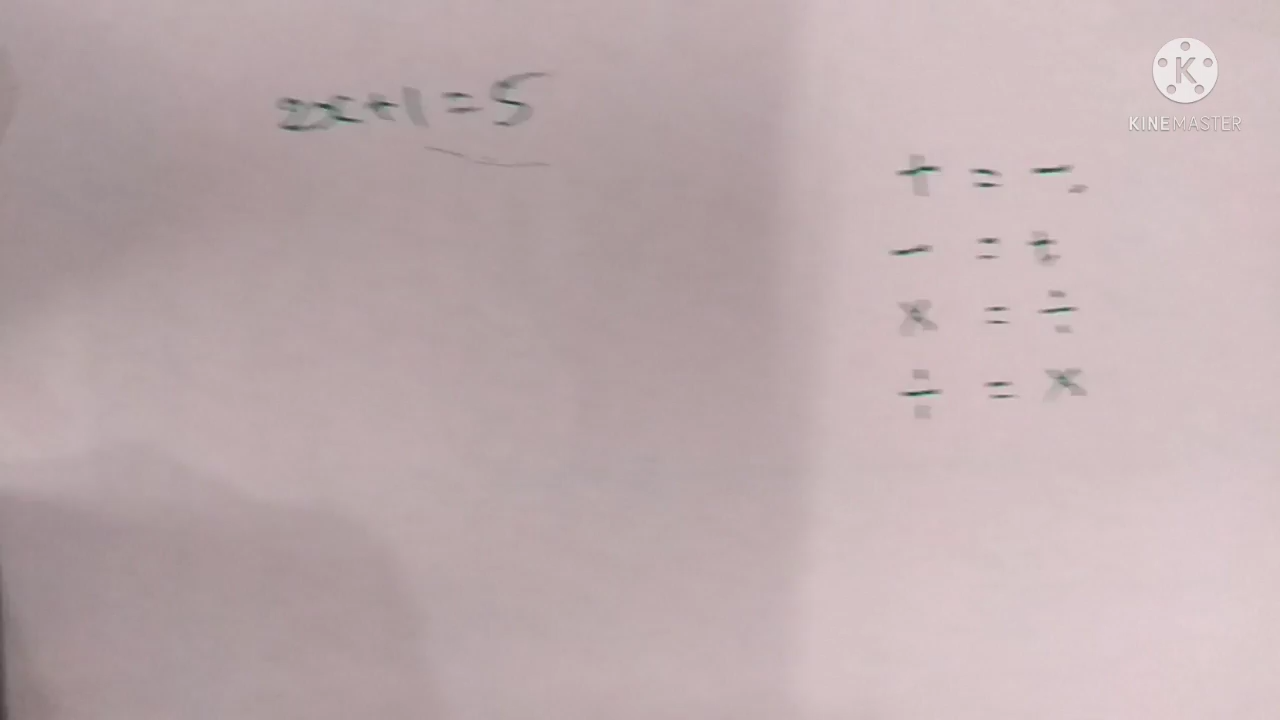 2x+1=5
KINEMASTER
+ = -
- = +
x = ÷
÷ = x